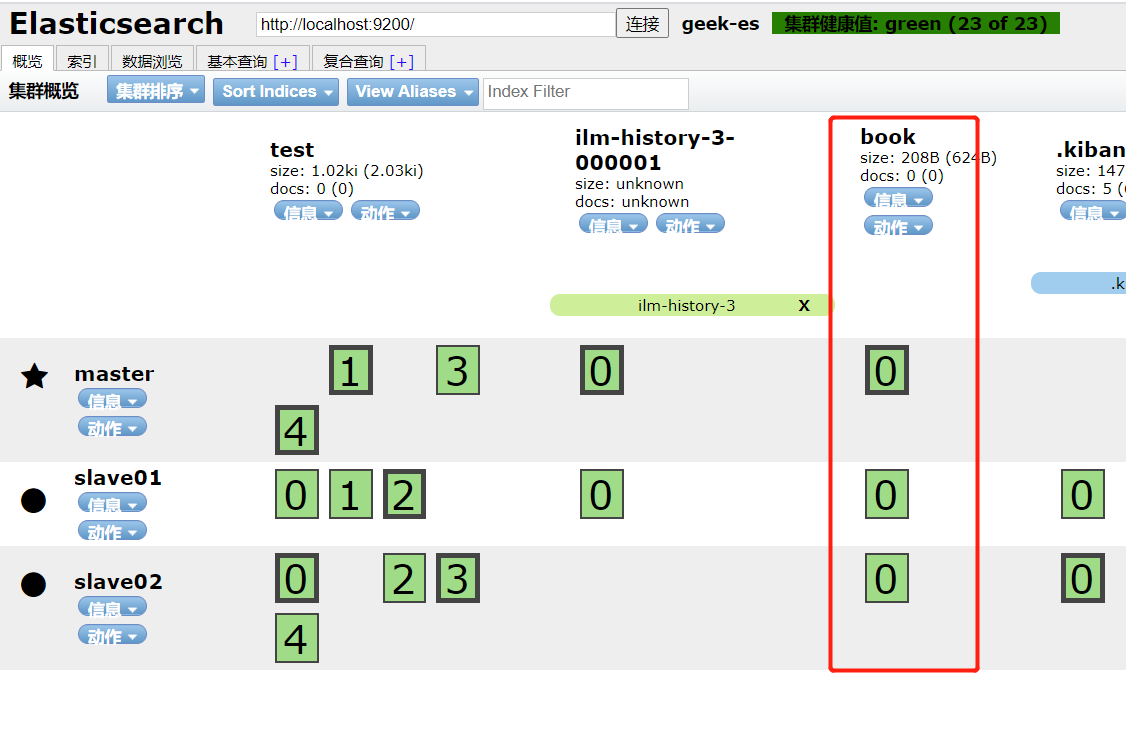 Elasticsearch http://localhost:9200/ 连接 geek-es 集群健康值: green (23 of 23)
概览 索引 数据浏览 基本查询 [+] 复合查询 [+]
集群概览 集群排序 Sort Indices View Aliases Index Filter
test
size: 1.02ki (2.03ki)
docs: 0 (0)
信息 动作
ilm-history-3-
000001
size: unknown
docs: unknown
信息 动作
book
size: 208B (624B)
docs: 0 (0)
信息
动作
.kiban
size: 147
docs: 5 (
信息
ilm-history-3 X
.k
master
信息
动作
1 3 0 0
4
slave01
信息
动作
0 1 2 0 0 0
slave02
信息
动作
0 2 3 0 0
4